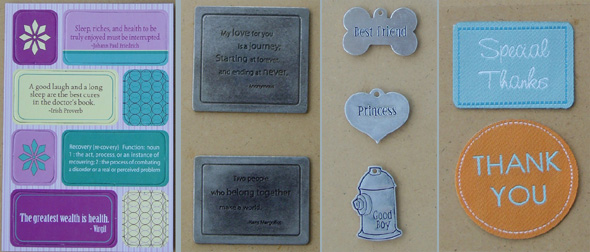 Sleep, riches, and health to be
truly enjoyed must be interrupted
-Johann Paul Friedrich
A good laugh and a long
sleep are the best cures
in the doctor's book.
-Irish Proverb
Recovery (re-covery) Function: noun
1 : the act, process, or an instance of
recovering; 2 : the process of combating
a disorder or a real or perceived problem
The greatest wealth is health.
- Virgil
My love for you
is a journey;
Starting at forever,
and ending at never.
Two people
who belong together
make a world.
Best Friend
Princess
Good
Boy
Special
Thanks
THANK
YOU